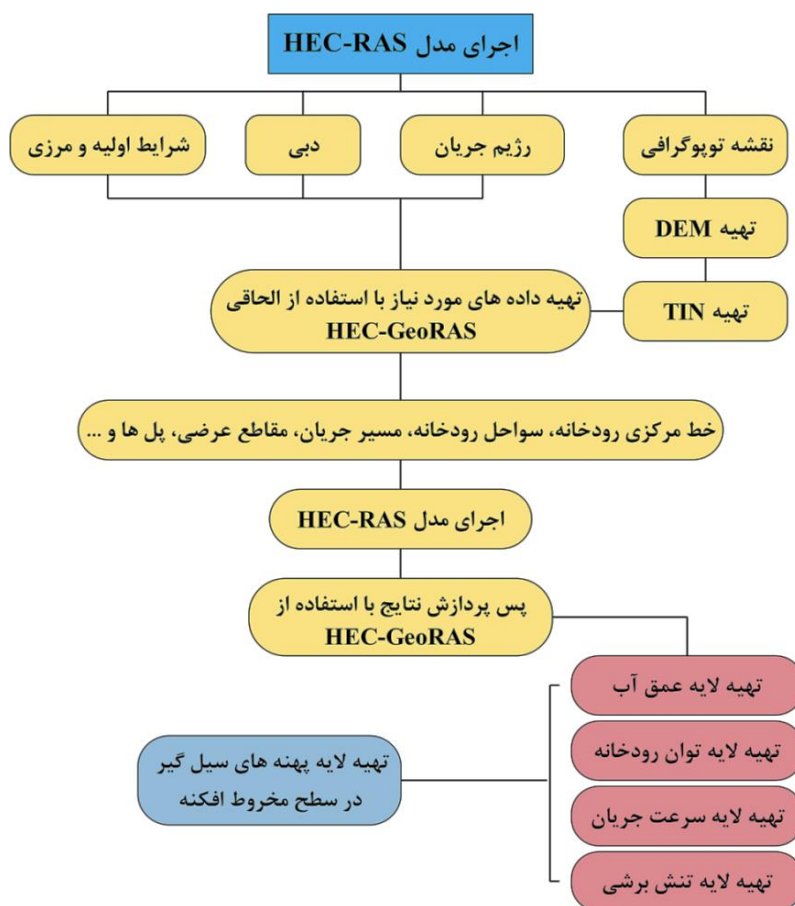 اجرای مدل HEC-RAS
نقشه توپوگرافی
رژیم جریان
دبی
شرایط اولیه و مرزی
تهیه DEM
تهیه TIN
تهیه داده های مورد نیاز با استفاده از الحاقی
HEC-GeoRAS
خط مرکزی رودخانه، سواحل رودخانه، مسیر جریان، مقاطع عرضی، پل ها و ...
اجرای مدل HEC-RAS
پس پردازش نتایج با استفاده از
HEC-GeoRAS
تهیه لایه عمق آب
تهیه لایه توان رودخانه
تهیه لایه سرعت جریان
تهیه لایه تنش برشی
تهیه لایه پهنه های سیل گیر
در سطح مخروط افکنه